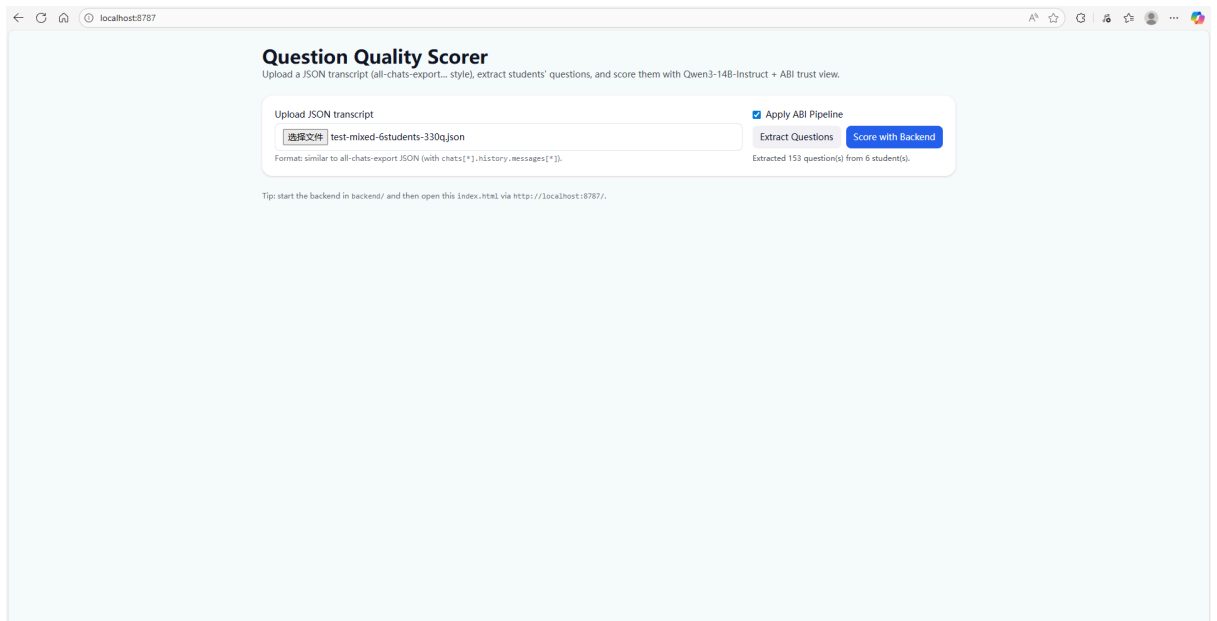 localhost:8787
Question Quality Scorer
Upload a JSON transcript (all-chats-export... style), extract students' questions, and score them with Qwen3-14B-Instruct + ABI trust view.
Upload JSON transcript
选择文件 test-mixed-6students-330q.json
Format: similar to all-chats-export JSON (with chats[*].history.messages[*]).
Apply ABI Pipeline
Extract Questions Score with Backend
Extracted 153 question(s) from 6 student(s).
Tip: start the backend in backend/ and then open this index.html via http://localhost:8787/.